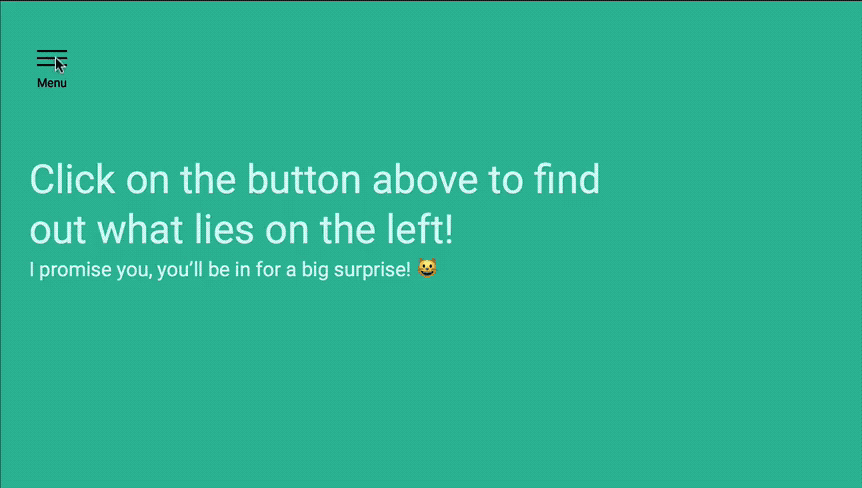 Menu
Click on the button above to find
out what lies on the left!
I promise you, you’ll be in for a big surprise! 😺